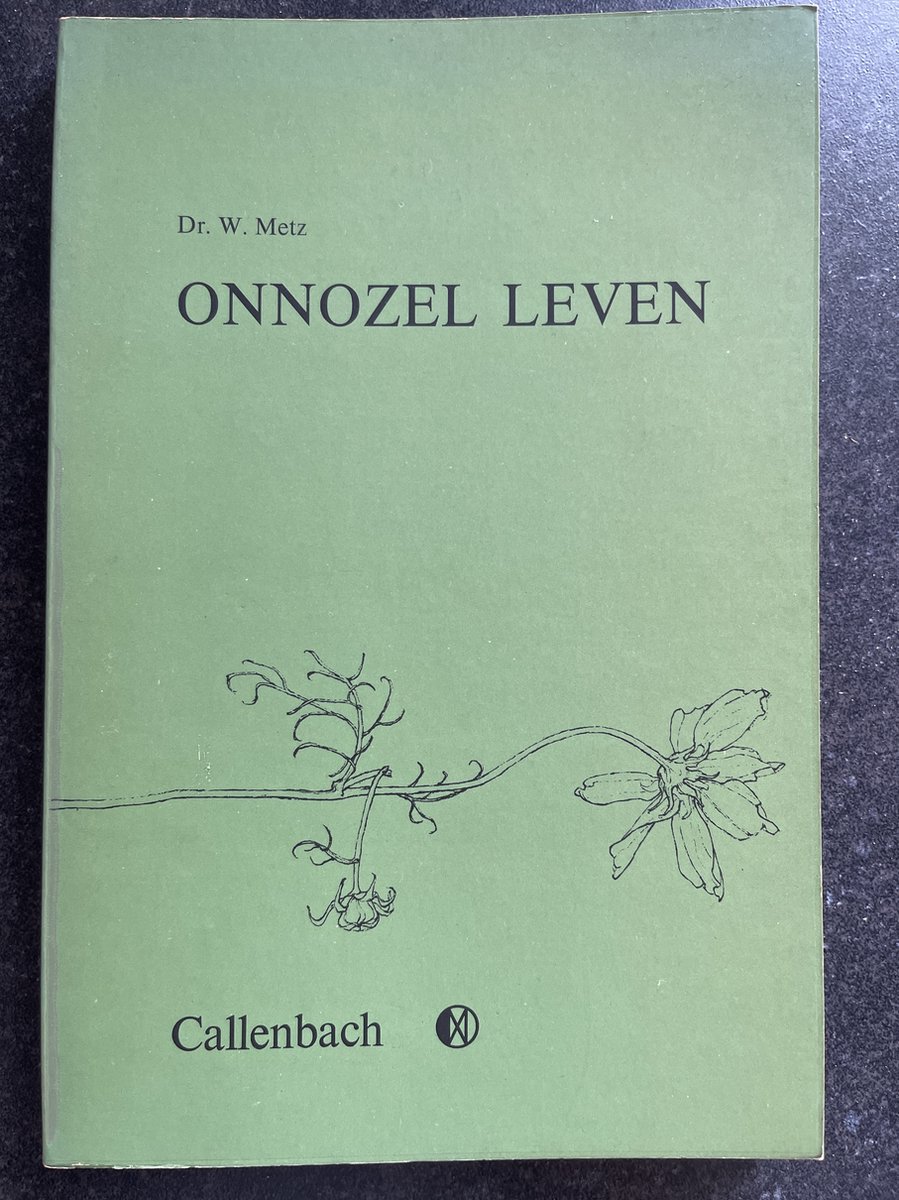 Dr. W. Metz
ONNOZEL LEVEN
Callenbach